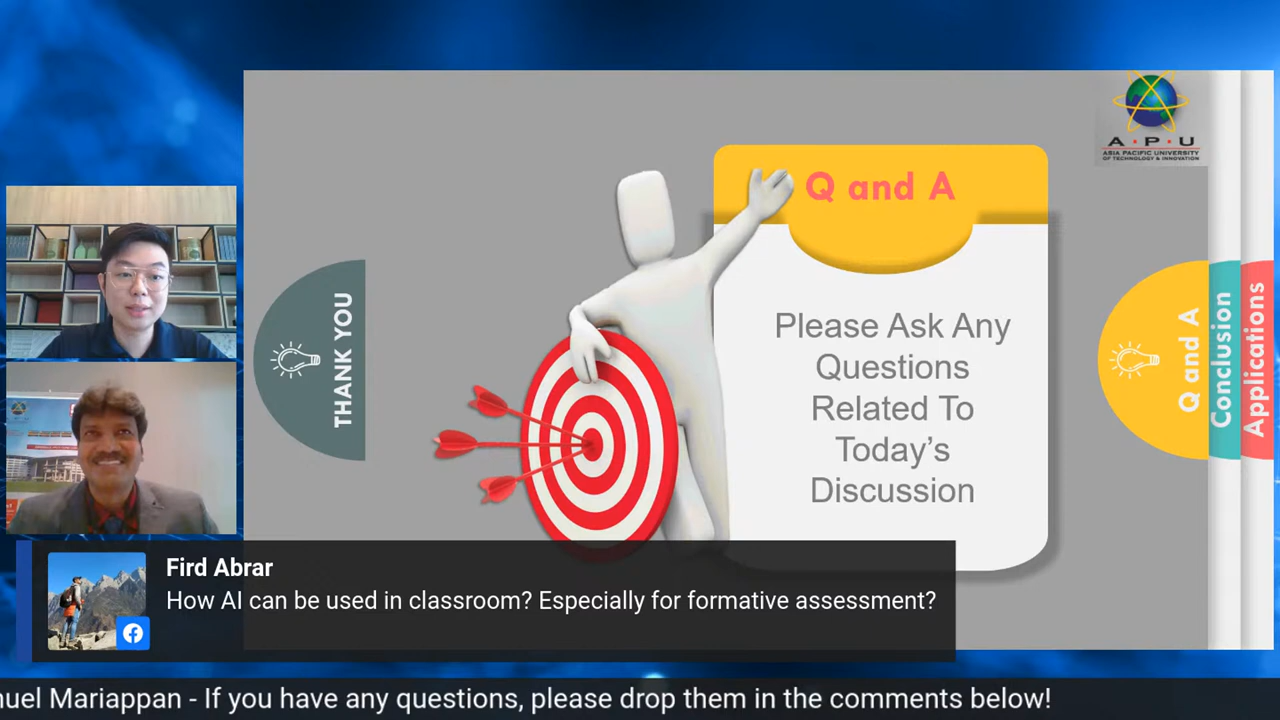 A • P • U
ASIA PACIFIC UNIVERSITY
OF TECHNOLOGY & INNOVATION
Q and A
Please Ask Any
Questions
Related To
Today’s
Discussion
THANK YOU
Q and A
Conclusion
Applications
Fird Abrar
How AI can be used in classroom? Especially for formative assessment?
Mariappan - If you have any questions, please drop them in the comments below!